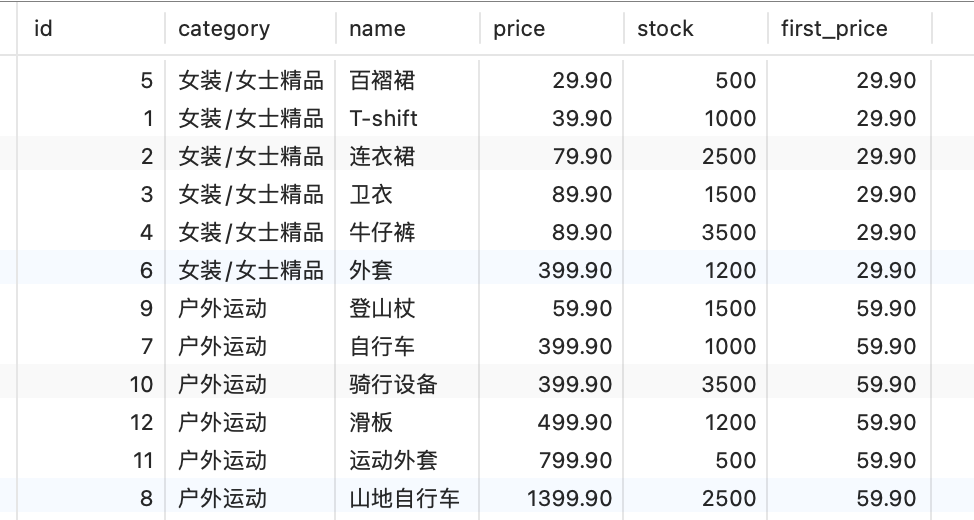 id category name price stock first_price
5 女装/女士精品 百褶裙 29.90 500 29.90
1 女装/女士精品 T-shift 39.90 1000 29.90
2 女装/女士精品 连衣裙 79.90 2500 29.90
3 女装/女士精品 卫衣 89.90 1500 29.90
4 女装/女士精品 牛仔裤 89.90 3500 29.90
6 女装/女士精品 外套 399.90 1200 29.90
9 户外运动 登山杖 59.90 1500 59.90
7 户外运动 自行车 399.90 1000 59.90
10 户外运动 骑行设备 399.90 3500 59.90
12 户外运动 滑板 499.90 1200 59.90
11 户外运动 运动外套 799.90 500 59.90
8 户外运动 山地自行车 1399.90 2500 59.90